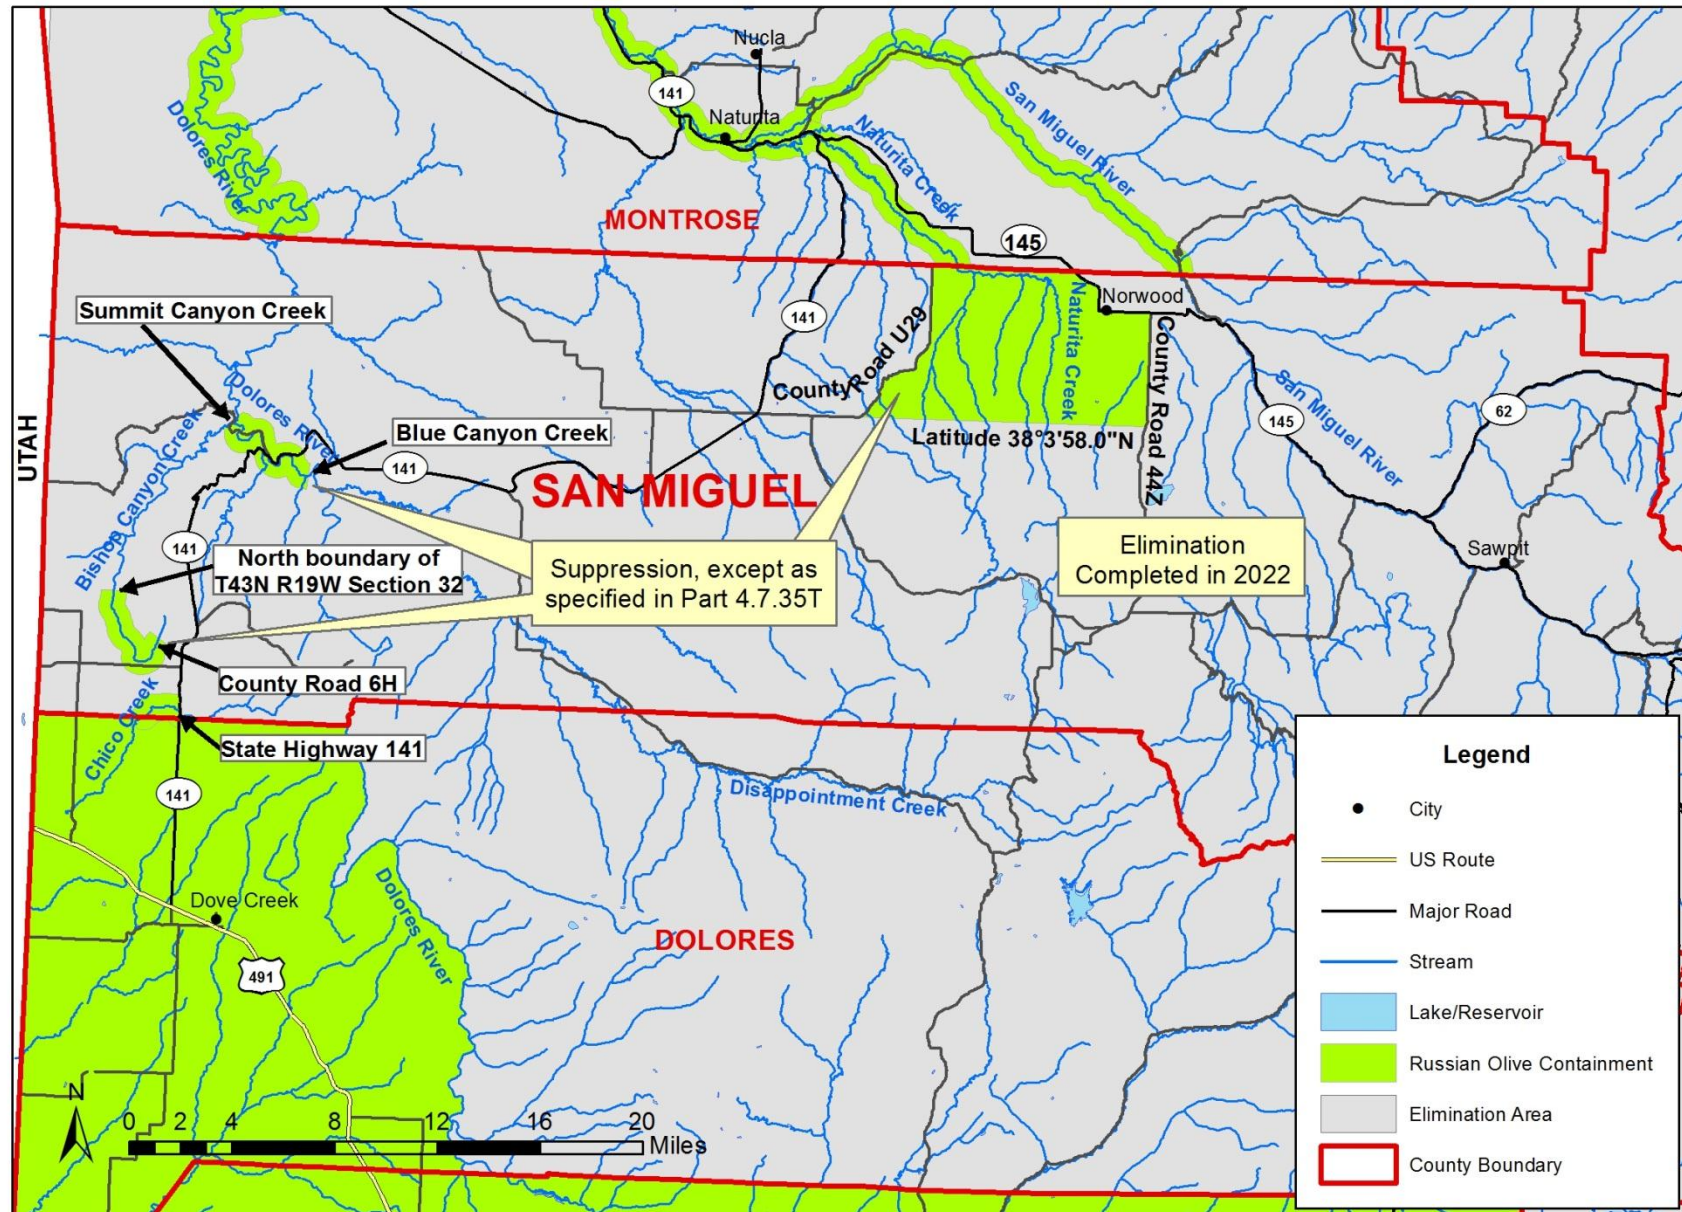 Nucla
141
Naturita
Dolores River
Naturita Creek
San Miguel River
MONTROSE
145
Summit Canyon Creek
141
Norwood
Naturita Creek
County Road U29
County Road 44Z
Dolores River
San Miguel River
62
145
Blue Canyon Creek
Latitude 38°3'58.0"N
UTAH
Bishop Canyon Creek
141
SAN MIGUEL
141
North boundary of
T43N R19W Section 32
Suppression, except as
specified in Part 4.7.35T
Elimination
Completed in 2022
Sawpit
County Road 6H
Chico Creek
State Highway 141
141
Disappointment Creek
Dove Creek
Dolores River
DOLORES
491
N
0 2 4 8 12 16 20
Miles
Legend
City
US Route
Major Road
Stream
Lake/Reservoir
Russian Olive Containment
Elimination Area
County Boundary